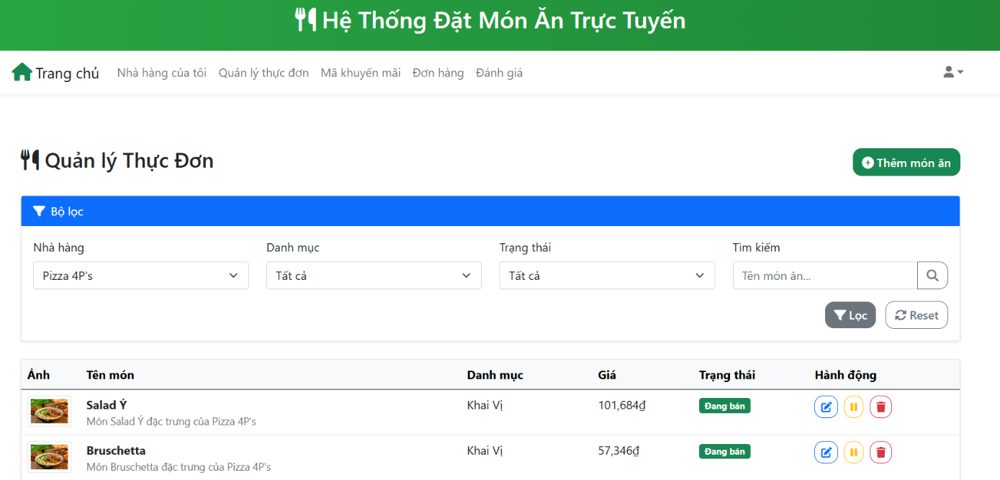 Hệ Thống Đặt Món Ăn Trực Tuyến
Trang chủ Nhà hàng của tôi Quản lý thực đơn Mã khuyến mãi Đơn hàng Đánh giá
Quản lý Thực Đơn
Thêm món ăn
Bộ lọc
Nhà hàng Danh mục Trạng thái Tìm kiếm
Pizza 4P's Tất cả Tất cả Tên món ăn...
Lọc Reset
Ảnh Tên món Danh mục Giá Trạng thái Hành động
Salad Ý Khai Vị 101,684₫ Đang bán
Món Salad Ý đặc trưng của Pizza 4P's
Bruschetta Khai Vị 57,346₫ Đang bán
Món Bruschetta đặc trưng của Pizza 4P's